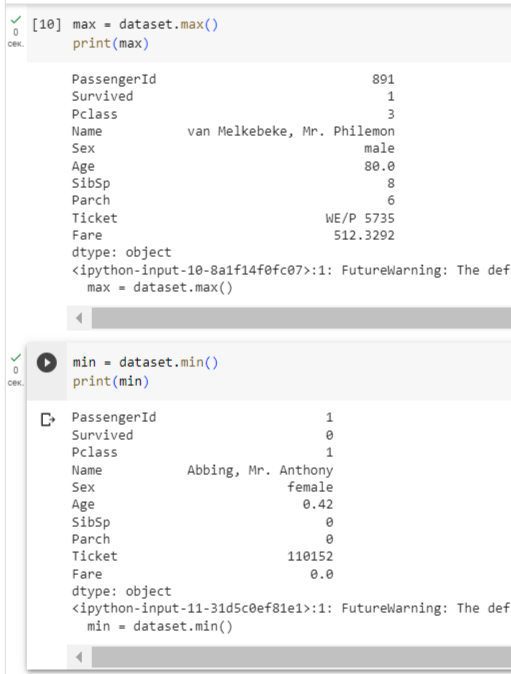 [10] max = dataset.max()
0
сек.
print(max)
PassengerId 891
Survived 1
Pclass 3
Name van Melkebeke, Mr. Philemon
Sex male
Age 80.0
SibSp 8
Parch 6
Ticket WE/P 5735
Fare 512.3292
dtype: object
<ipython-input-10-8a1f14f0fc07>:1: FutureWarning: The def
max = dataset.max()
min = dataset.min()
0
сек.
print(min)
PassengerId 1
Survived 0
Pclass 1
Name Abbing, Mr. Anthony
Sex female
Age 0.42
SibSp 0
Parch 0
Ticket 110152
Fare 0.0
dtype: object
<ipython-input-11-31d5c0ef81e1>:1: FutureWarning: The def
min = dataset.min()